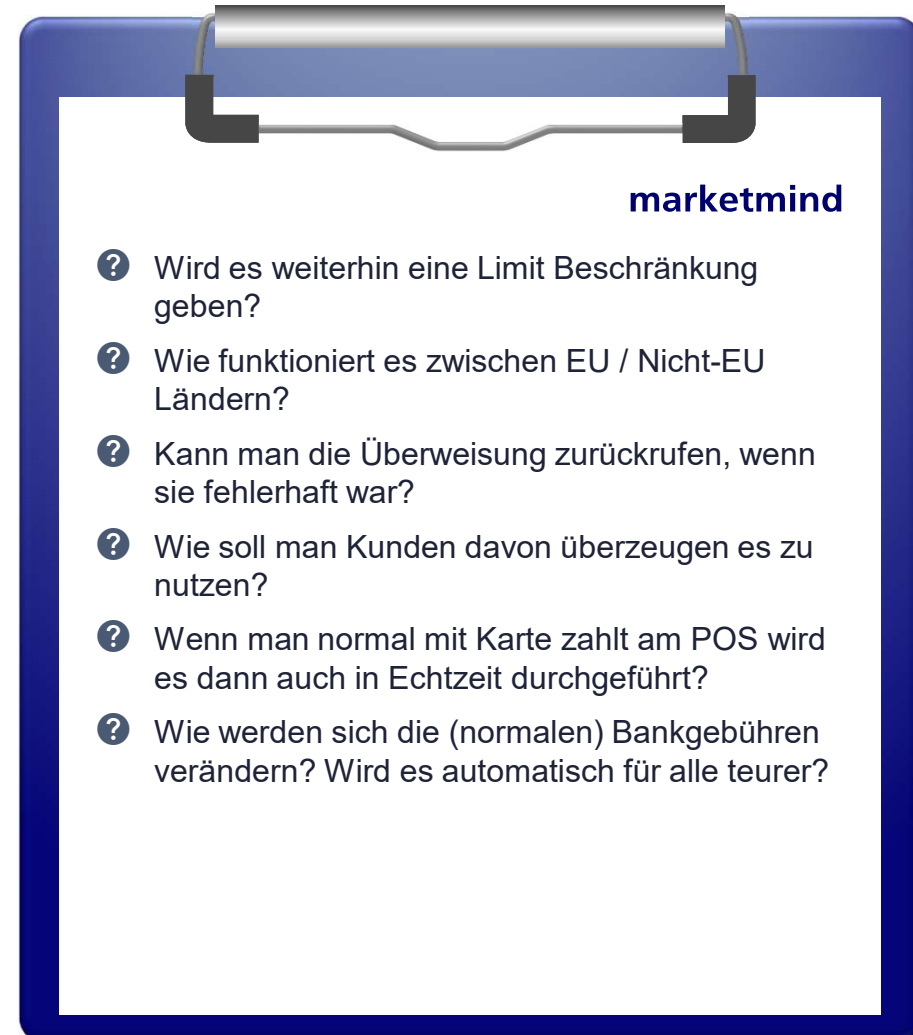 marketmind
Wird es weiterhin eine Limit Beschränkung
geben?
Wie funktioniert es zwischen EU / Nicht-EU
Ländern?
Kann man die Überweisung zurückrufen, wenn
sie fehlerhaft war?
Wie soll man Kunden davon überzeugen es zu
nutzen?
Wenn man normal mit Karte zahlt am POS wird
es dann auch in Echtzeit durchgeführt?
Wie werden sich die (normalen) Bankgebühren
verändern? Wird es automatisch für alle teurer?